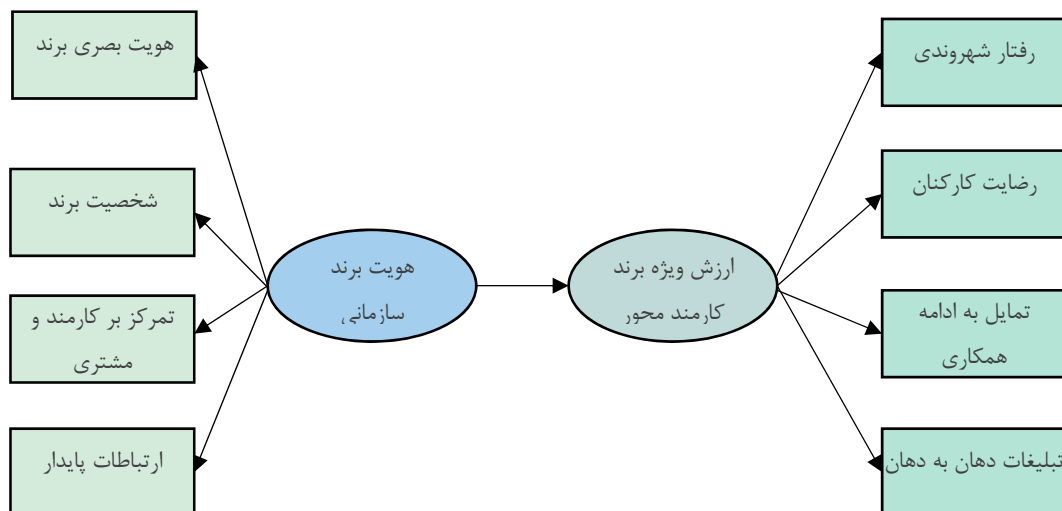 هویت بصری برند
شخصیت برند
تمرکز بر کارمند و
مشتری
ارتباطات پایدار
هویت برند
سازمانی
ارزش ویژه برند
کارمند محور
رفتار شهروندی
رضایت کارکنان
تمایل به ادامه
همکاری
تبلیغات دهان به دهان